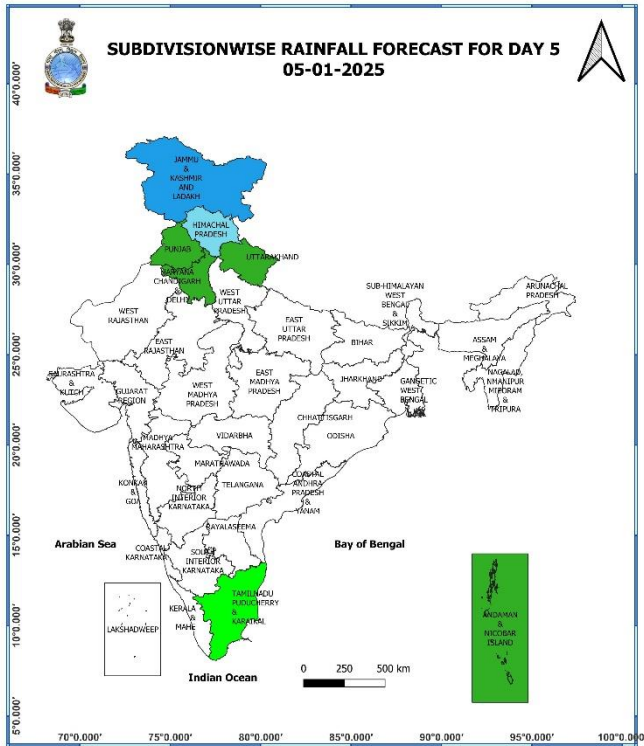 SUBDIVISIONWISE RAINFALL FORECAST FOR DAY 5
05-01-2025
40°0.000'
35°0.000'
30°0.000'
25°0.000'
20°0.000'
15°0.000'
10°0.000'
5°0.000'
JAMMU
&
KASHMIR
AND
LADAKH
HIMACHAL
PRADESH
PUNJAB
UTTARAKHAND
HARYANA
CHANDIGARH
&
DELHI
WEST
UTTAR
PRADESH
WEST
RAJASTHAN
EAST
RAJASTHAN
EAST
UTTAR
PRADESH
SUB-HIMALAYAN
WEST
BENGAL
&
SIKKIM
ARUNACHAL
PRADESH
ASSAM
&
MEGHALAYA
BIHAR
SAURASHTRA
&
KUTCH
GUJARAT
REGION
WEST
MADHYA
PRADESH
EAST
MADHYA
PRADESH
JHARKHAND
GANGETIC
WEST
BENGAL
&
TRIPURA
CHHATTISGARH
ODISHA
MADHYA
MAHARASHTRA
VIDARBHA
MARATHWADA
KONKAN
&
GOA
NORTH
INTERIOR
KARNATAKA
TELANGANA
COASTAL
ANDHRA
PRADESH
&
YANAM
RAYALASEEMA
Arabian Sea
Bay of Bengal
COASTAL
KARNATAKA
SOUTH
INTERIOR
KARNATAKA
LAKSHADWEEP
KERALA
&
MAHE
TAMILNADU
PUDUCHERRY
&
KARAIKAL
ANDAMAN
&
NICOBAR
ISLAND
Indian Ocean
0 250 500 km
70°0.000' 75°0.000' 80°0.000' 85°0.000' 90°0.000' 95°0.000' 100°0.000'